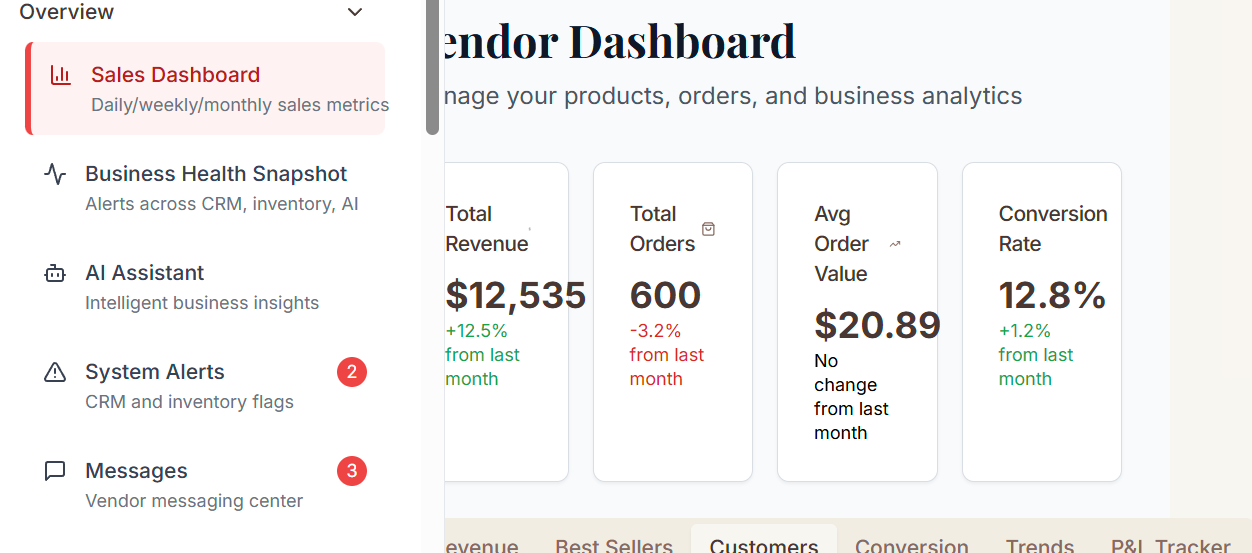 Overview
Sales Dashboard
Daily/weekly/monthly sales metrics
Business Health Snapshot
Alerts across CRM, inventory, AI
AI Assistant
Intelligent business insights
System Alerts
2
CRM and inventory flags
Messages
3
Vendor messaging center
endor Dashboard
nage your products, orders, and business analytics
Total
Revenue
$12,535
+12.5%
from last
month
Total
Orders
600
-3.2%
from last
month
Avg
Order
Value
$20.89
No
change
from last
month
Conversion
Rate
12.8%
+1.2%
from last
month
evenue Best Sellers Customers Conversion Trends P&L Tracker